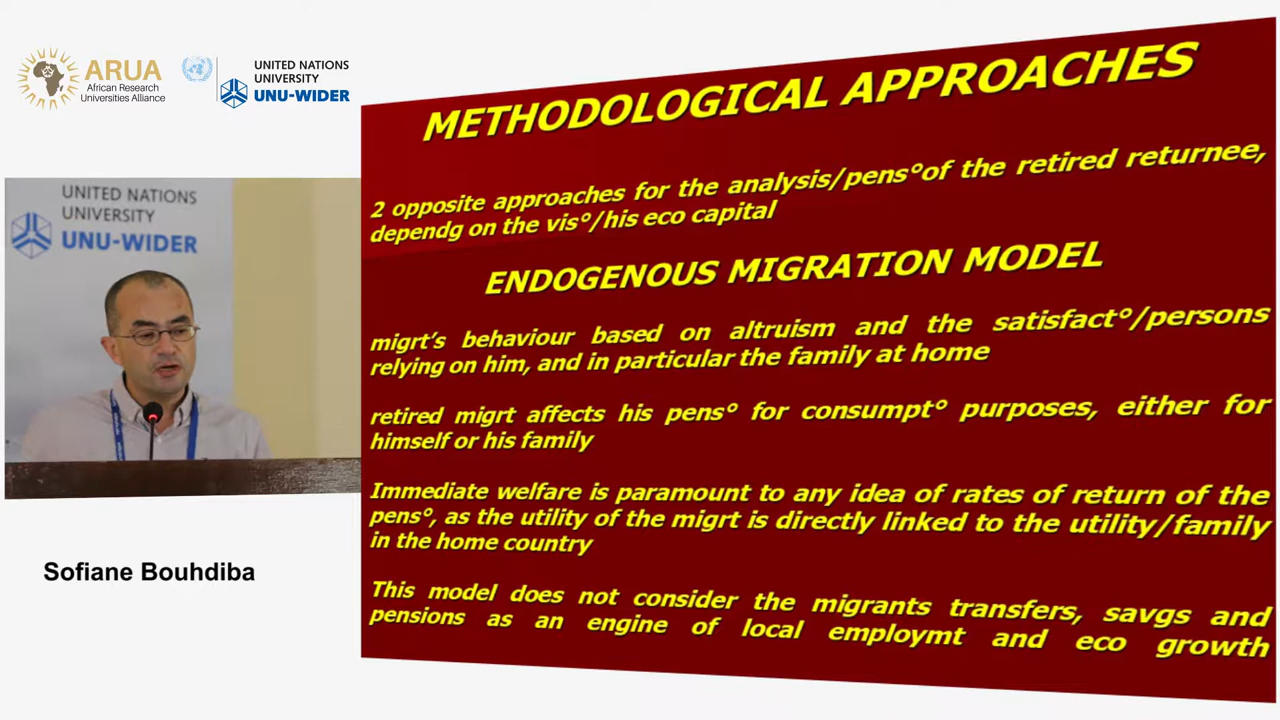 ARUA
African Research
Universities Alliance
UNITED NATIONS
UNIVERSITY
UNU-WIDER
UNITED NATIONS
UNIVERSITY
UNU-WIDER
Sofiane Bouhdiba
METHODOLOGICAL APPROACHES
2 opposite approaches for the analysis/pens°of the retired returnee,
dependg on the vis°/his eco capital
ENDOGENOUS MIGRATION MODEL
migrt's behaviour based on altruism and the satisfact°/persons
relying on him, and in particular the family at home
retired migrt affects his pens° for consumpt° purposes, either for
himself or his family
Immediate welfare is paramount to any idea of rates of return of the
pens°, as the utility of the migrt is directly linked to the utility/family
in the home country
This model does not consider the migrants transfers, savgs and
pensions as an engine of local employmt and eco growth